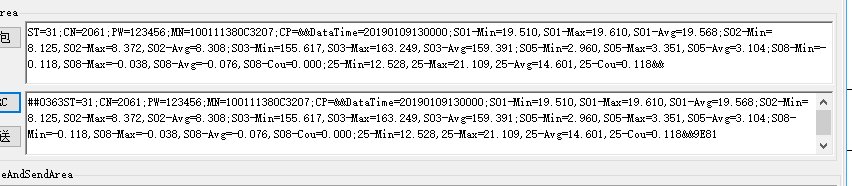 Area
包
ST=31;CN=2061;PW=123456;MN=100111380C3207;CP=&&DataTime=20190109130000;S01-Min=19.510,S01-Max=19.610,S01-Avg=19.568;S02-Min=
8.125,S02-Max=8.372,S02-Avg=8.308;S03-Min=155.617,S03-Max=163.249,S03-Avg=159.391;S05-Min=2.960,S05-Max=3.351,S05-Avg=3.104;S08-Min=-
0.118,S08-Max=-0.038,S08-Avg=-0.076,S08-Cou=0.000;25-Min=12.528,25-Max=21.109,25-Avg=14.601,25-Cou=0.118&&
RC
##0363ST=31;CN=2061;PW=123456;MN=100111380C3207;CP=&&DataTime=20190109130000;S01-Min=19.510,S01-Max=19.610,S01-Avg=19.568;S02-Min=
8.125,S02-Max=8.372,S02-Avg=8.308;S03-Min=155.617,S03-Max=163.249,S03-Avg=159.391;S05-Min=2.960,S05-Max=3.351,S05-Avg=3.104;S08-
Min=-0.118,S08-Max=-0.038,S08-Avg=-0.076,S08-Cou=0.000;25-Min=12.528,25-Max=21.109,25-Avg=14.601,25-Cou=0.118&&9E81
送
eAndSendArea